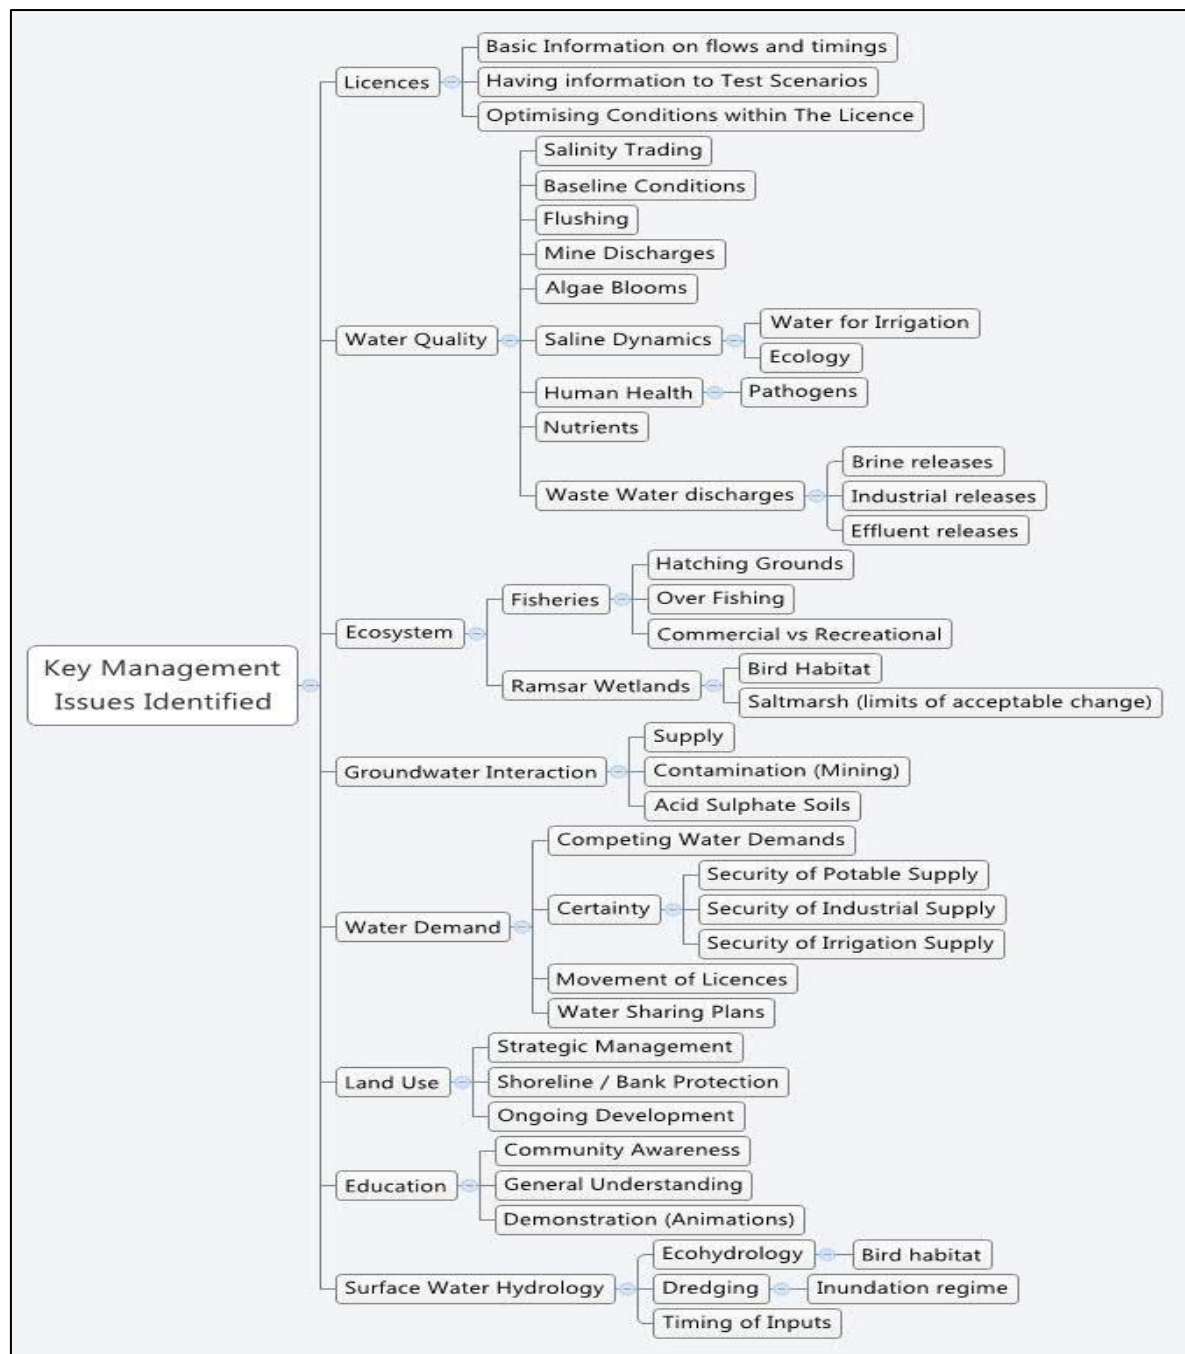 Key Management
Issues Identified
Licences
Basic Information on flows and timings
Having information to Test Scenarios
Optimising Conditions within The Licence
Water Quality
Salinity Trading
Baseline Conditions
Flushing
Mine Discharges
Algae Blooms
Saline Dynamics
Water for Irrigation
Ecology
Human Health
Pathogens
Nutrients
Waste Water discharges
Brine releases
Industrial releases
Effluent releases
Ecosystem
Fisheries
Hatching Grounds
Over Fishing
Commercial vs Recreational
Ramsar Wetlands
Bird Habitat
Saltmarsh (limits of acceptable change)
Groundwater Interaction
Supply
Contamination (Mining)
Acid Sulphate Soils
Water Demand
Competing Water Demands
Certainty
Security of Potable Supply
Security of Industrial Supply
Security of Irrigation Supply
Movement of Licences
Water Sharing Plans
Land Use
Strategic Management
Shoreline / Bank Protection
Ongoing Development
Education
Community Awareness
General Understanding
Demonstration (Animations)
Surface Water Hydrology
Ecohydrology
Bird habitat
Dredging
Inundation regime
Timing of Inputs